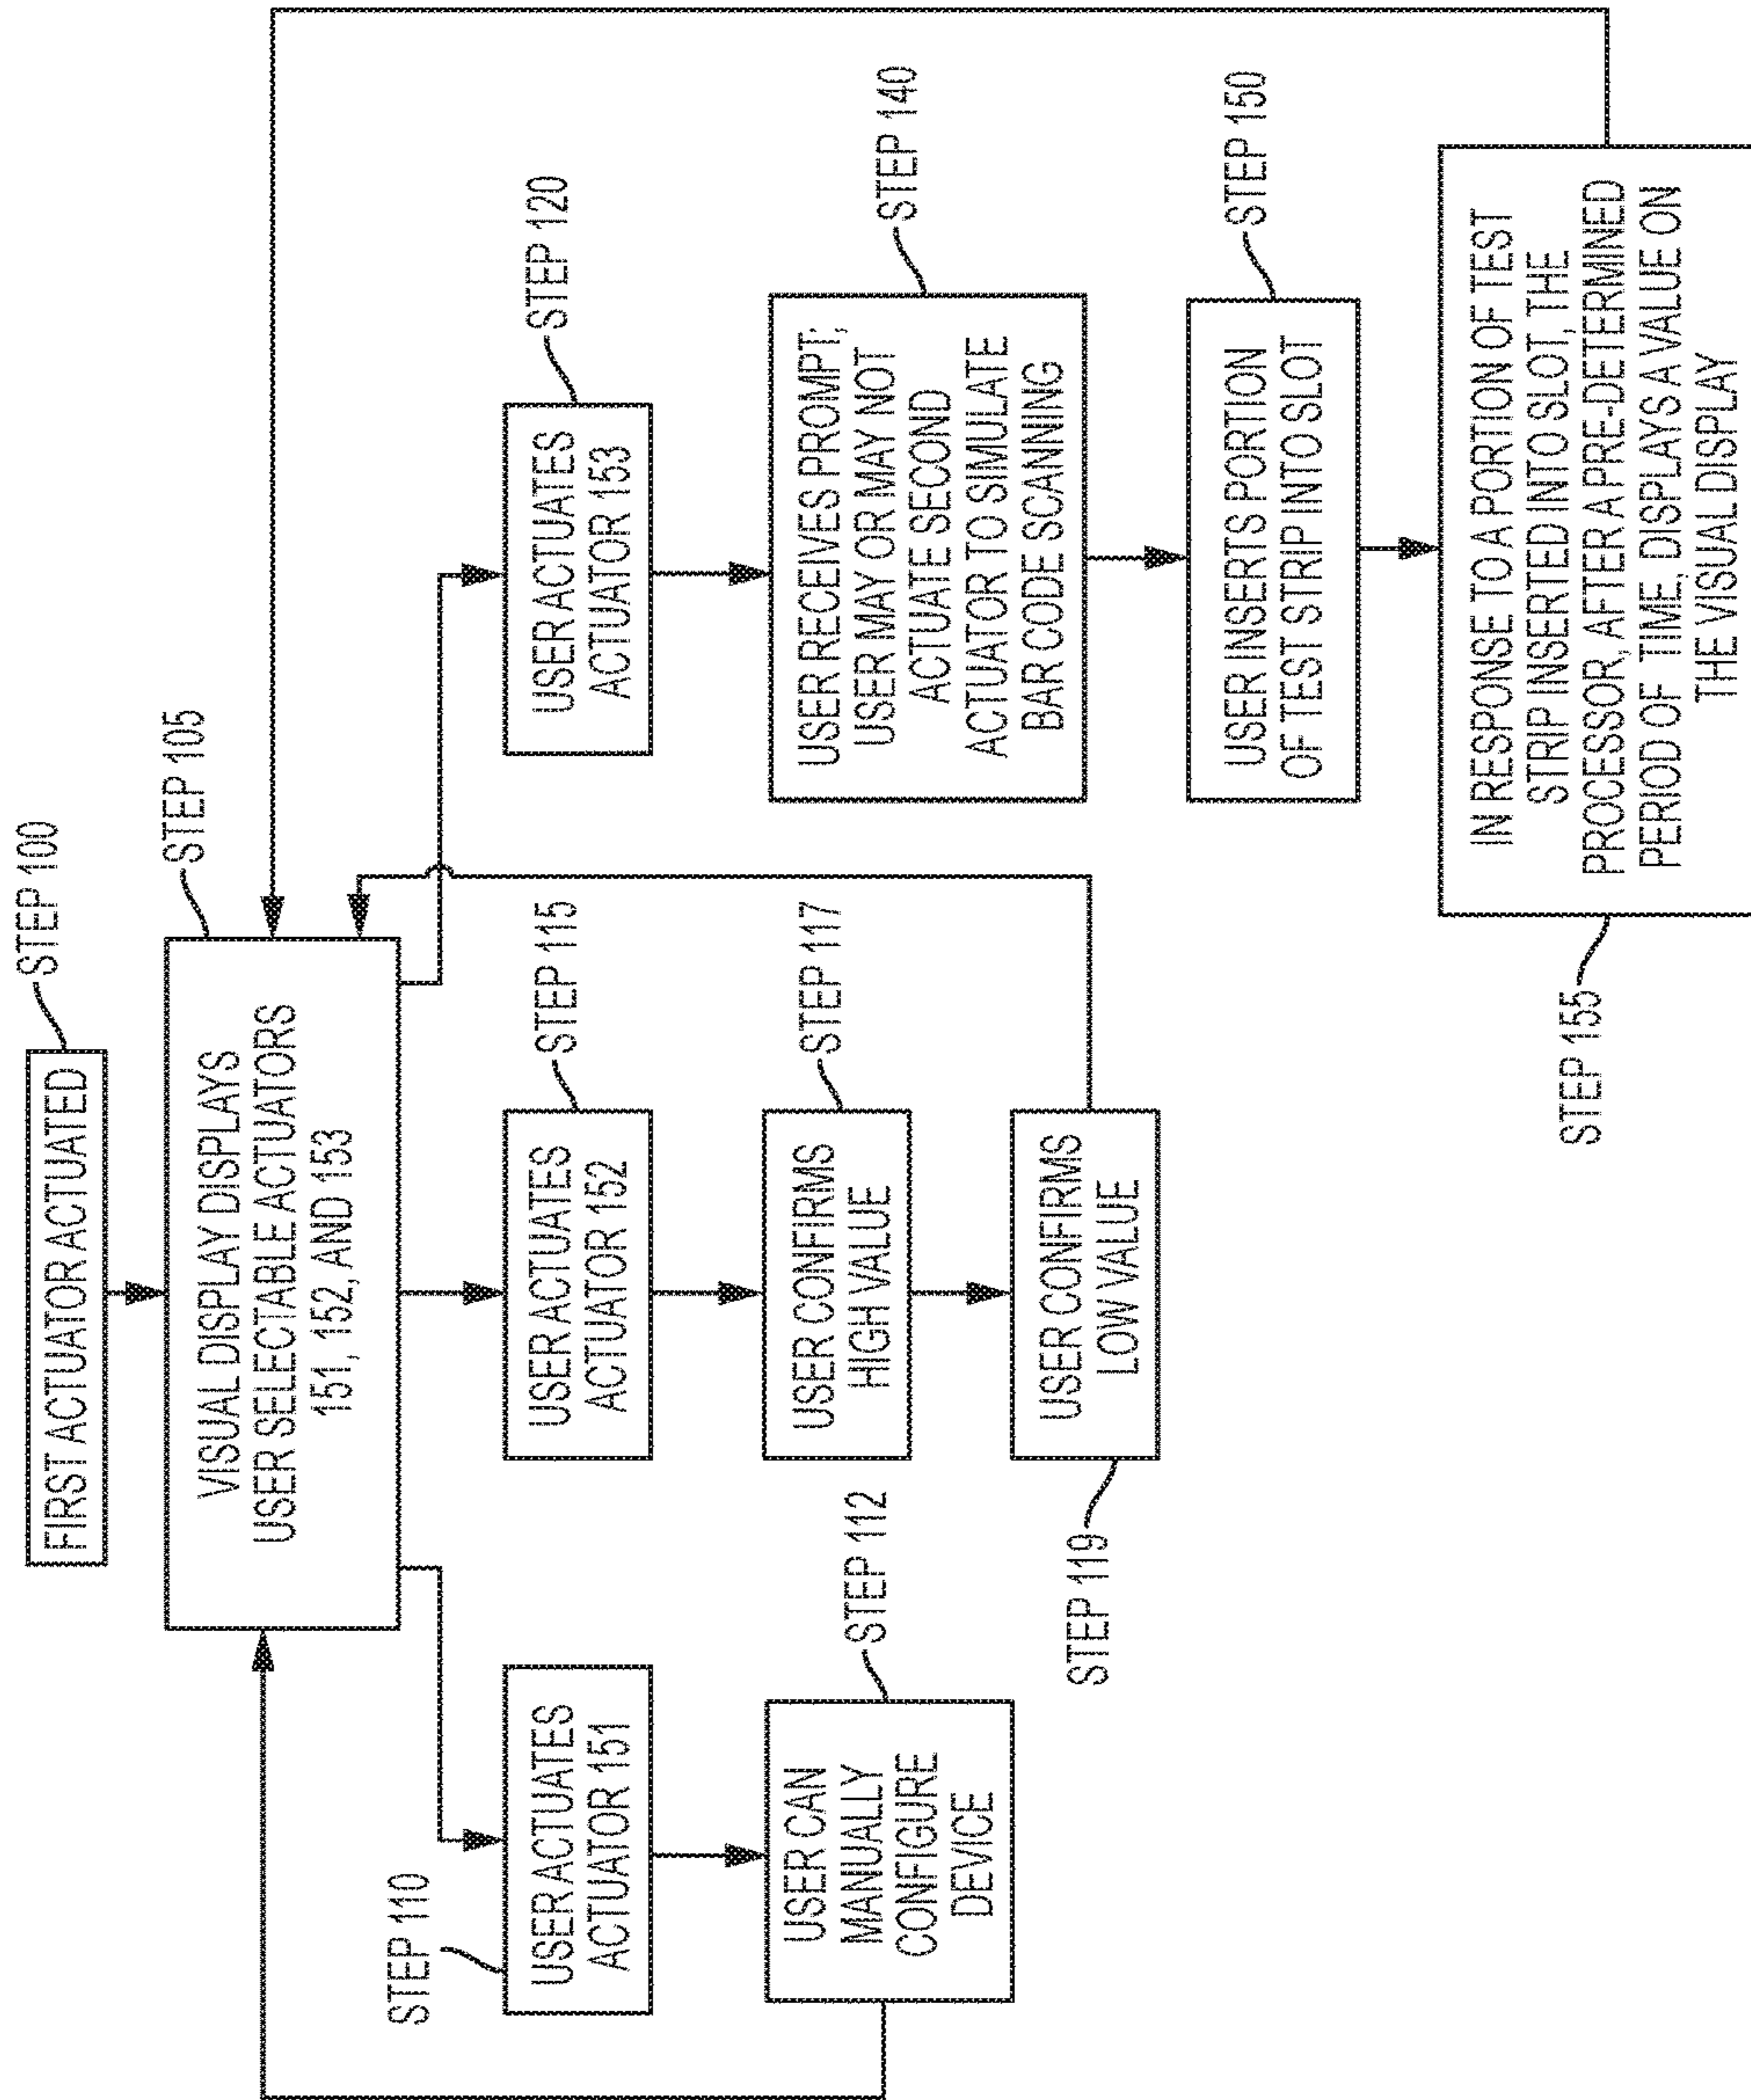 FIRST ACTUATOR ACTUATED
STEP 100
VISUAL DISPLAY DISPLAYS
USER SELECTABLE ACTUATORS
151, 152, AND 153
STEP 105
STEP 110
USER ACTUATES
ACTUATOR 151
USER CAN
MANUALLY
CONFIGURE
DEVICE
STEP 112
USER ACTUATES
ACTUATOR 152
STEP 115
USER CONFIRMS
HIGH VALUE
STEP 117
USER CONFIRMS
LOW VALUE
STEP 119
USER ACTUATES
ACTUATOR 153
STEP 120
USER RECEIVES PROMPT;
USER MAY OR MAY NOT
ACTUATE SECOND
ACTUATOR TO SIMULATE
BAR CODE SCANNING
STEP 140
USER INSERTS PORTION
OF TEST STRIP INTO SLOT
STEP 150
IN RESPONSE TO A PORTION OF TEST
STRIP INSERTED INTO SLOT, THE
PROCESSOR, AFTER A PRE-DETERMINED
PERIOD OF TIME, DISPLAYS A VALUE ON
THE VISUAL DISPLAY
STEP 155